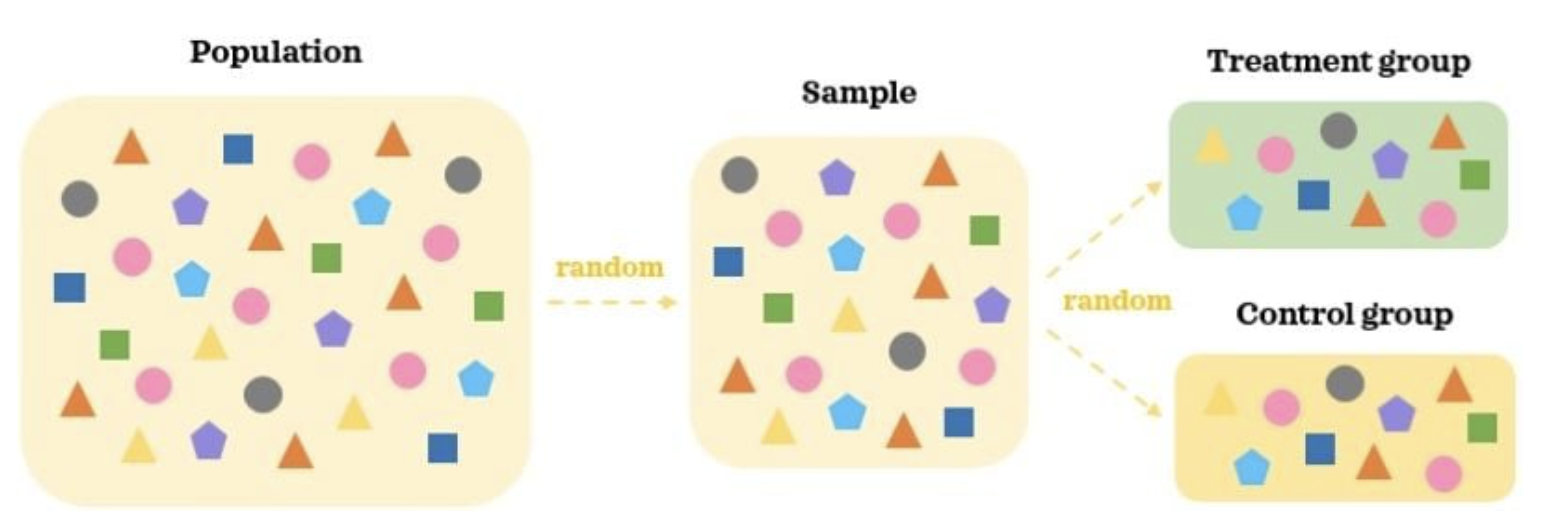 Population
Sample
Treatment group
random
random
Control group